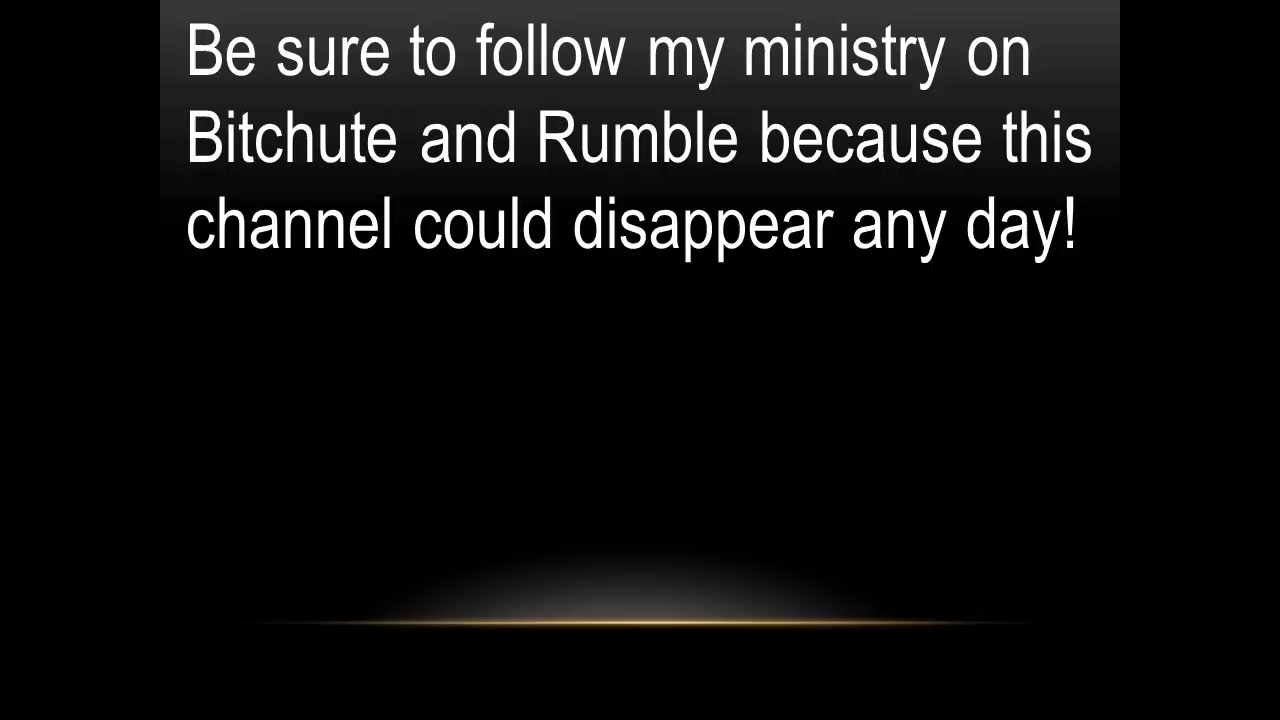 Be sure to follow my ministry on
Bitchute and Rumble because this
channel could disappear any day!